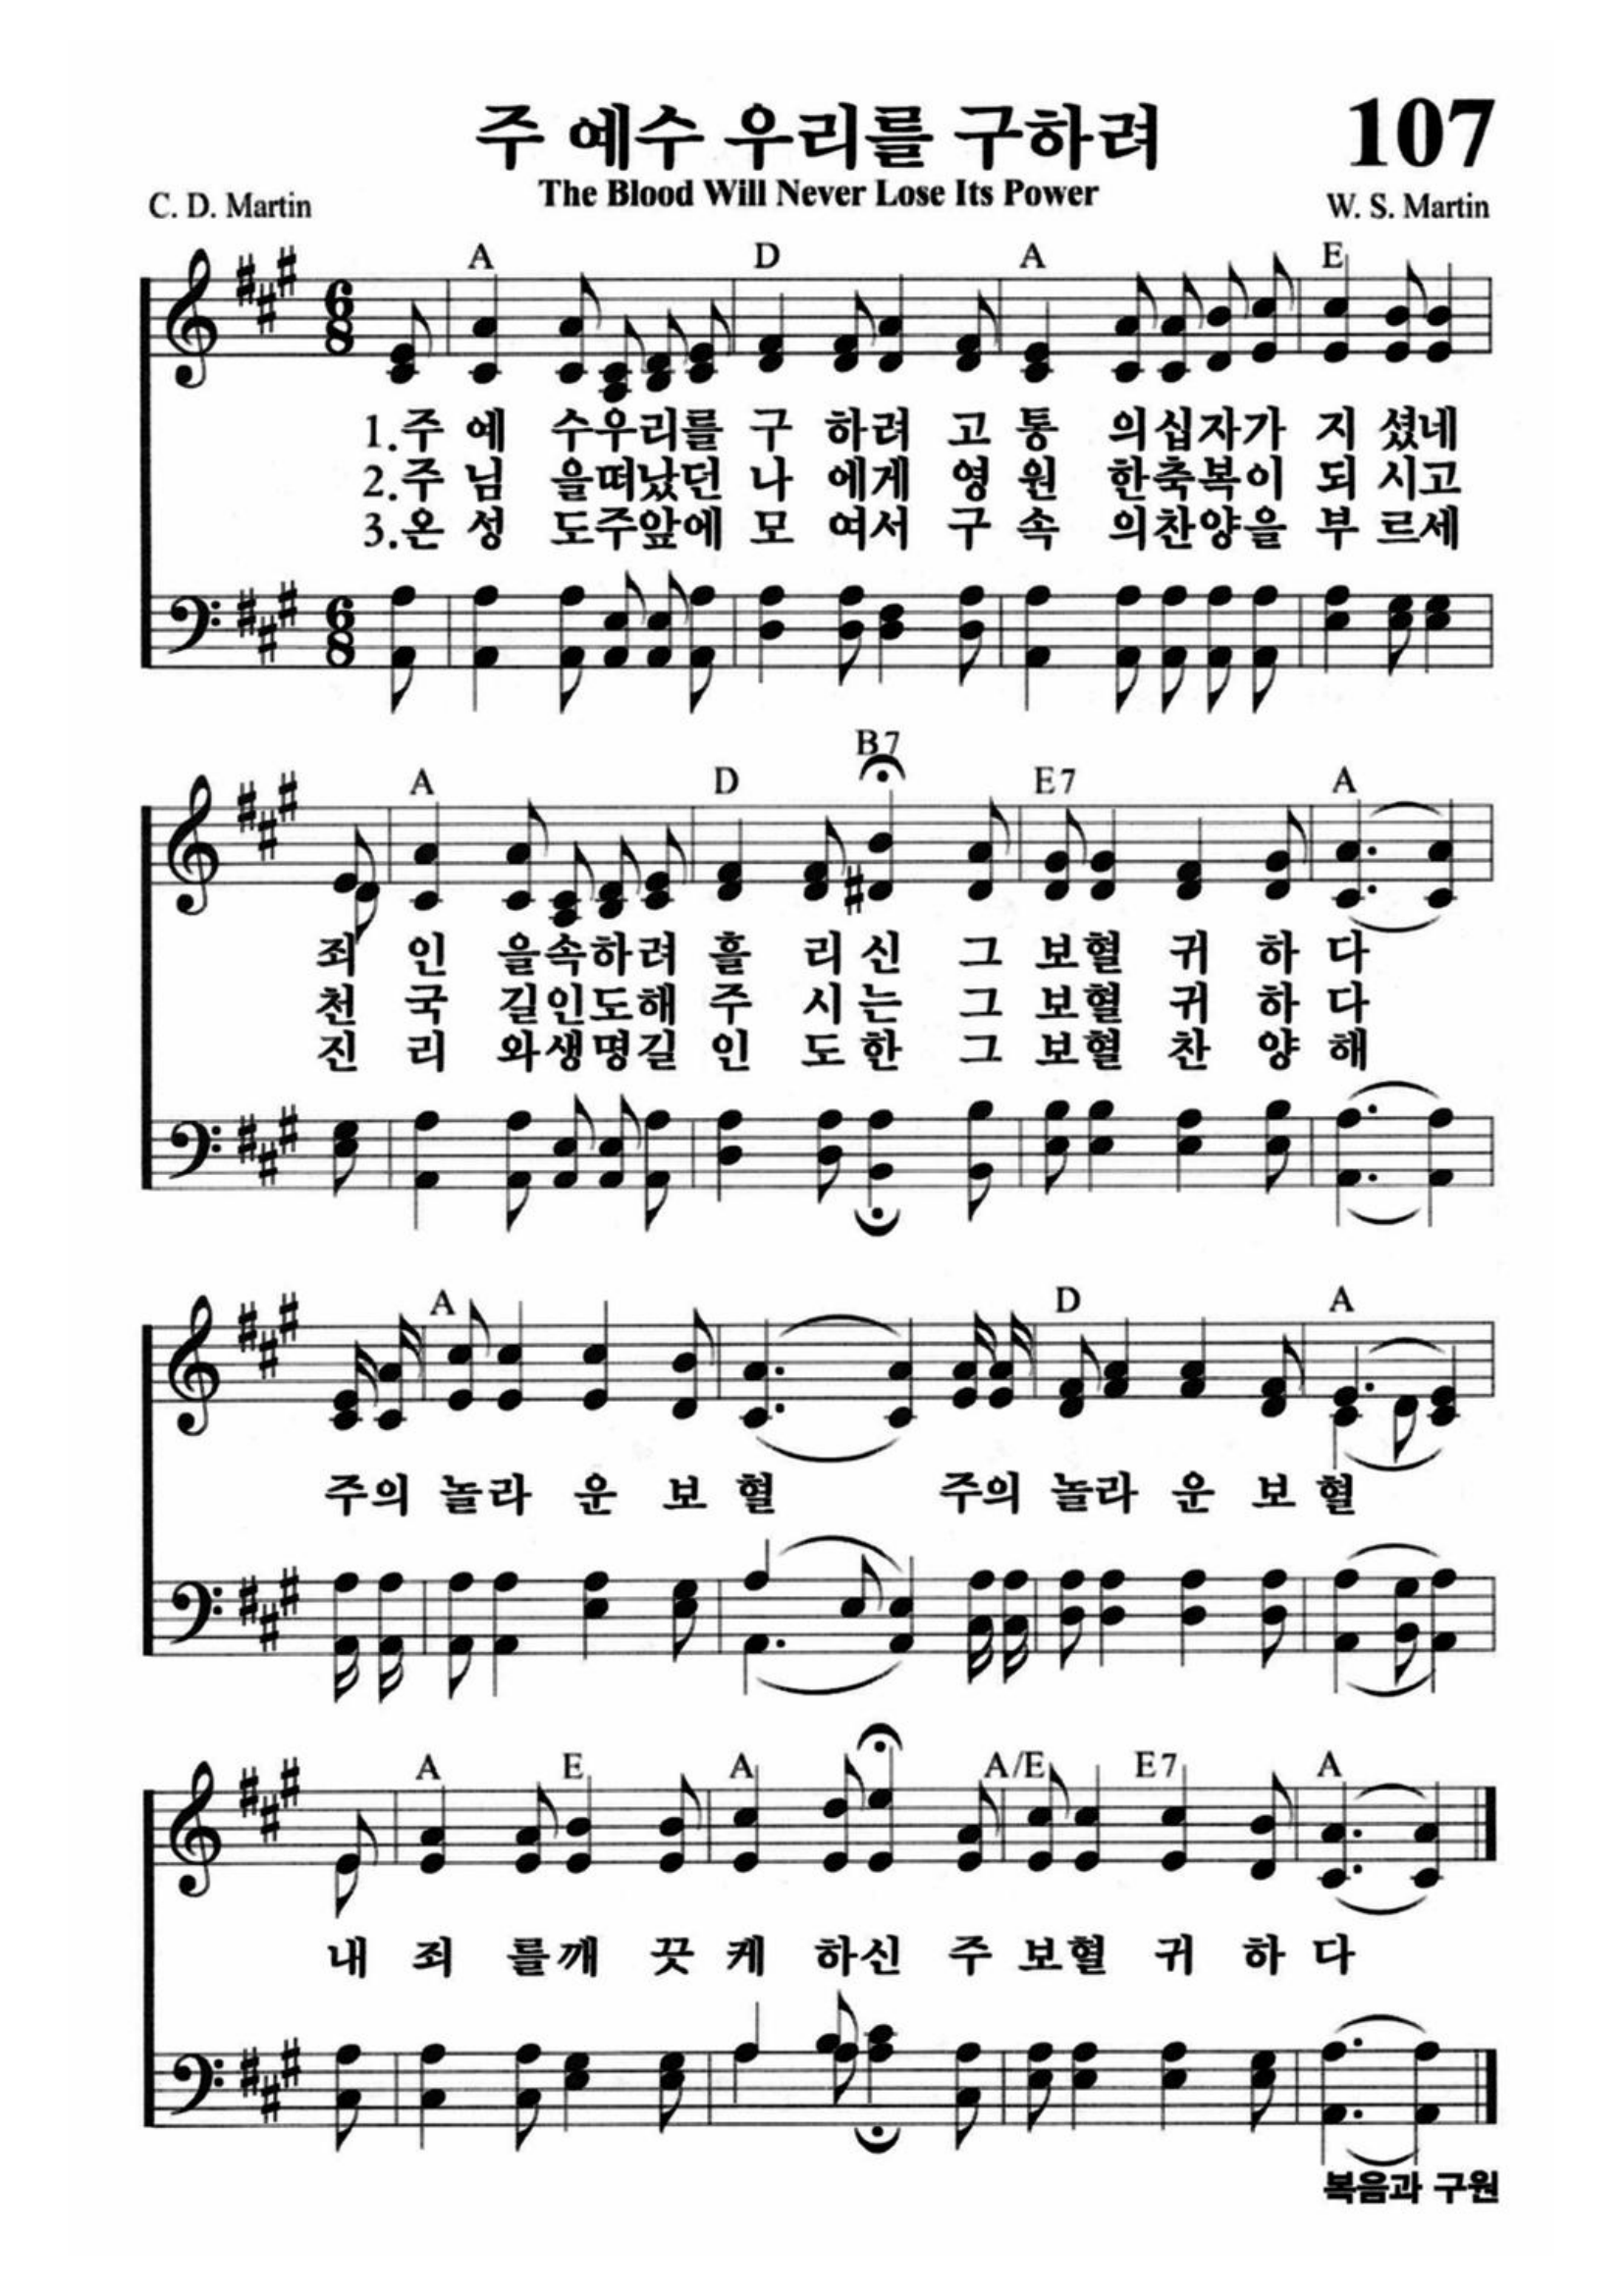 주 예수 우리를 구하려 107
The Blood Will Never Lose Its Power
C. D. Martin W. S. Martin
A D A E
1.주 예 수우리를 구 하려 고 통 의십자가 지 셨네
2.주 님 을떠났던 나 에게 영 원 한축복이 되 시고
3.온 성 도주앞에 모 여서 구 속 의찬양을 부 르세
B7
A D E7 A
죄 인 을속하려 흘 리신 그 보혈 귀 하 다
천 국 길인도해 주 시는 그 보혈 귀 하 다
진 리 와생명길 인 도한 그 보혈 찬 양 해
A D A
주의 놀라 운 보 혈 주의 놀라 운 보 혈
A E A A/E E7 A
내 죄 를깨 끗 케 하신 주 보혈 귀 하 다
복음과 구원